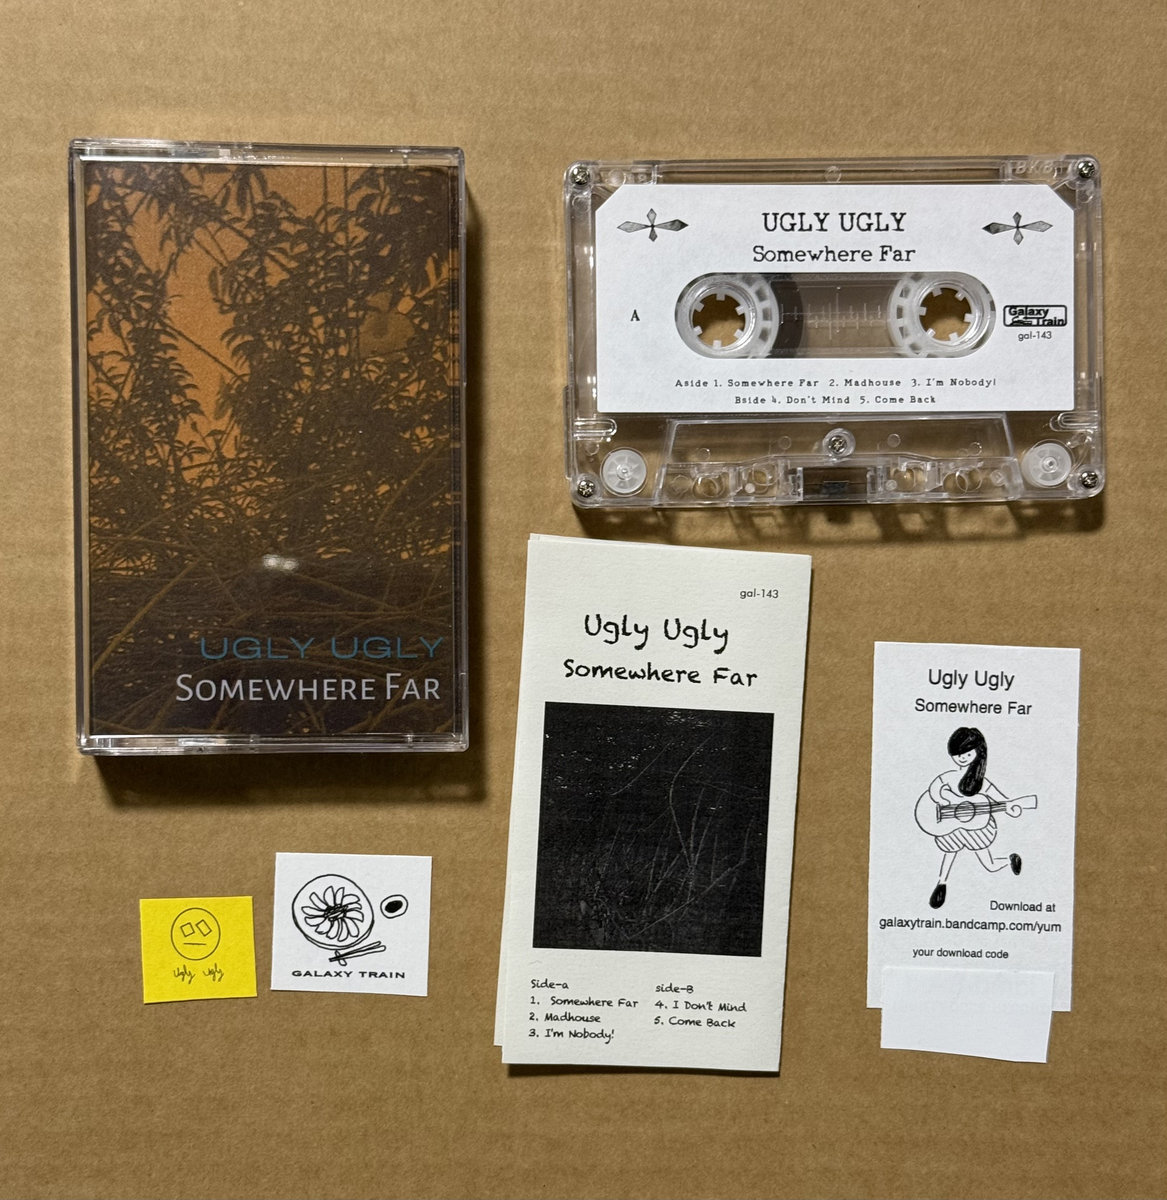 UGLY UGLY
SOMEWHERE FAR
UGLY UGLY
Somewhere Far
A
Galaxy
Train
gal-143
Aside 1. Somewhere Far 2. Madhouse 3. I'm Nobody!
Bside 4. Don't Mind 5. Come Back
gal-143
Ugly Ugly
Somewhere Far
Side-a
1. Somewhere Far
2. Madhouse
3. I'm Nobody!
side-B
4. I Don't Mind
5. Come Back
Ugly Ugly
Somewhere Far
Download at
galaxytrain.bandcamp.com/yum
your download code
ugly ugly
GALAXY TRAIN